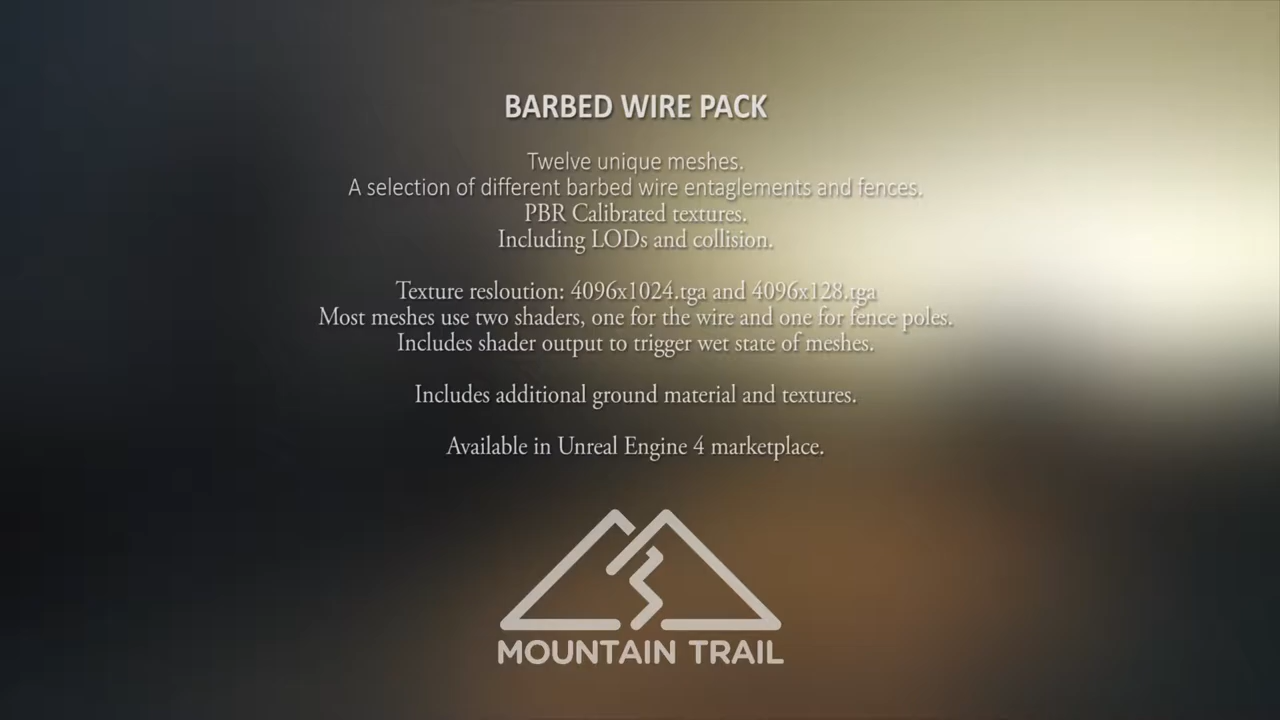 BARBED WIRE PACK
Twelve unique meshes.
A selection of different barbed wire entaglements and fences.
PBR Calibrated textures.
Including LODs and collision.
Texture resloution: 4096x1024.tga and 4096x128.tga
Most meshes use two shaders, one for the wire and one for fence poles.
Includes shader output to trigger wet state of meshes.
Includes additional ground material and textures.
Available in Unreal Engine 4 marketplace.
MOUNTAIN TRAIL